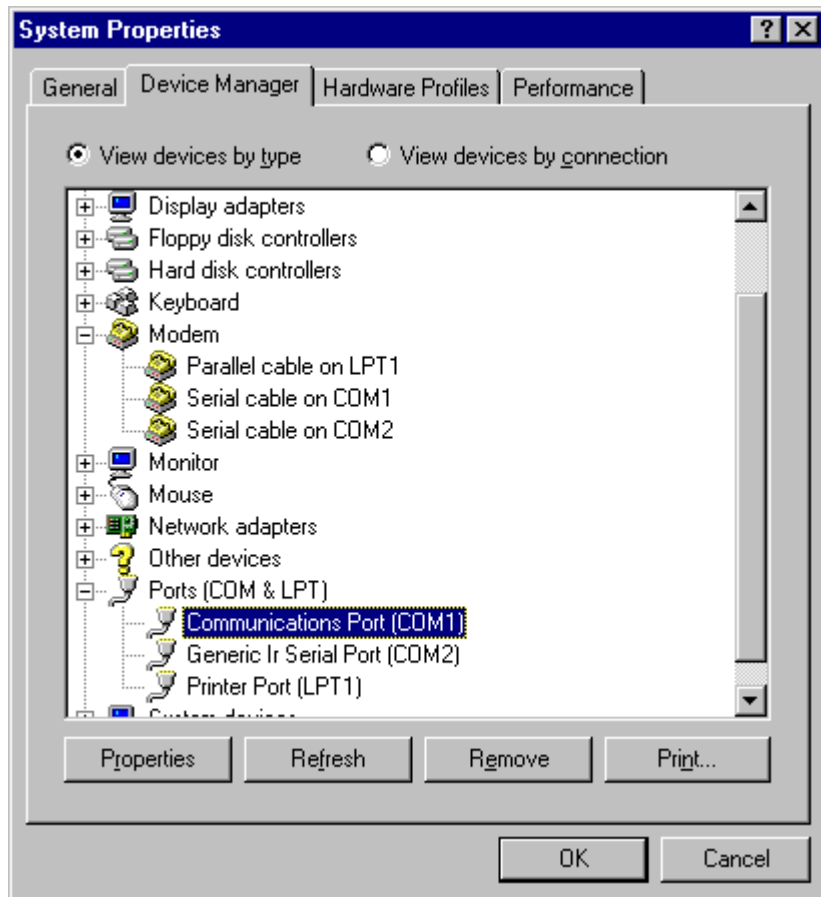 System Properties
General Device Manager Hardware Profiles Performance
View devices by type View devices by connection
Display adapters
Floppy disk controllers
Hard disk controllers
Keyboard
Modem
Parallel cable on LPT1
Serial cable on COM1
Serial cable on COM2
Monitor
Mouse
Network adapters
Other devices
Ports (COM & LPT)
Communications Port (COM1)
Generic Ir Serial Port (COM2)
Printer Port (LPT1)
System devices
Properties Refresh Remove Print...
OK Cancel